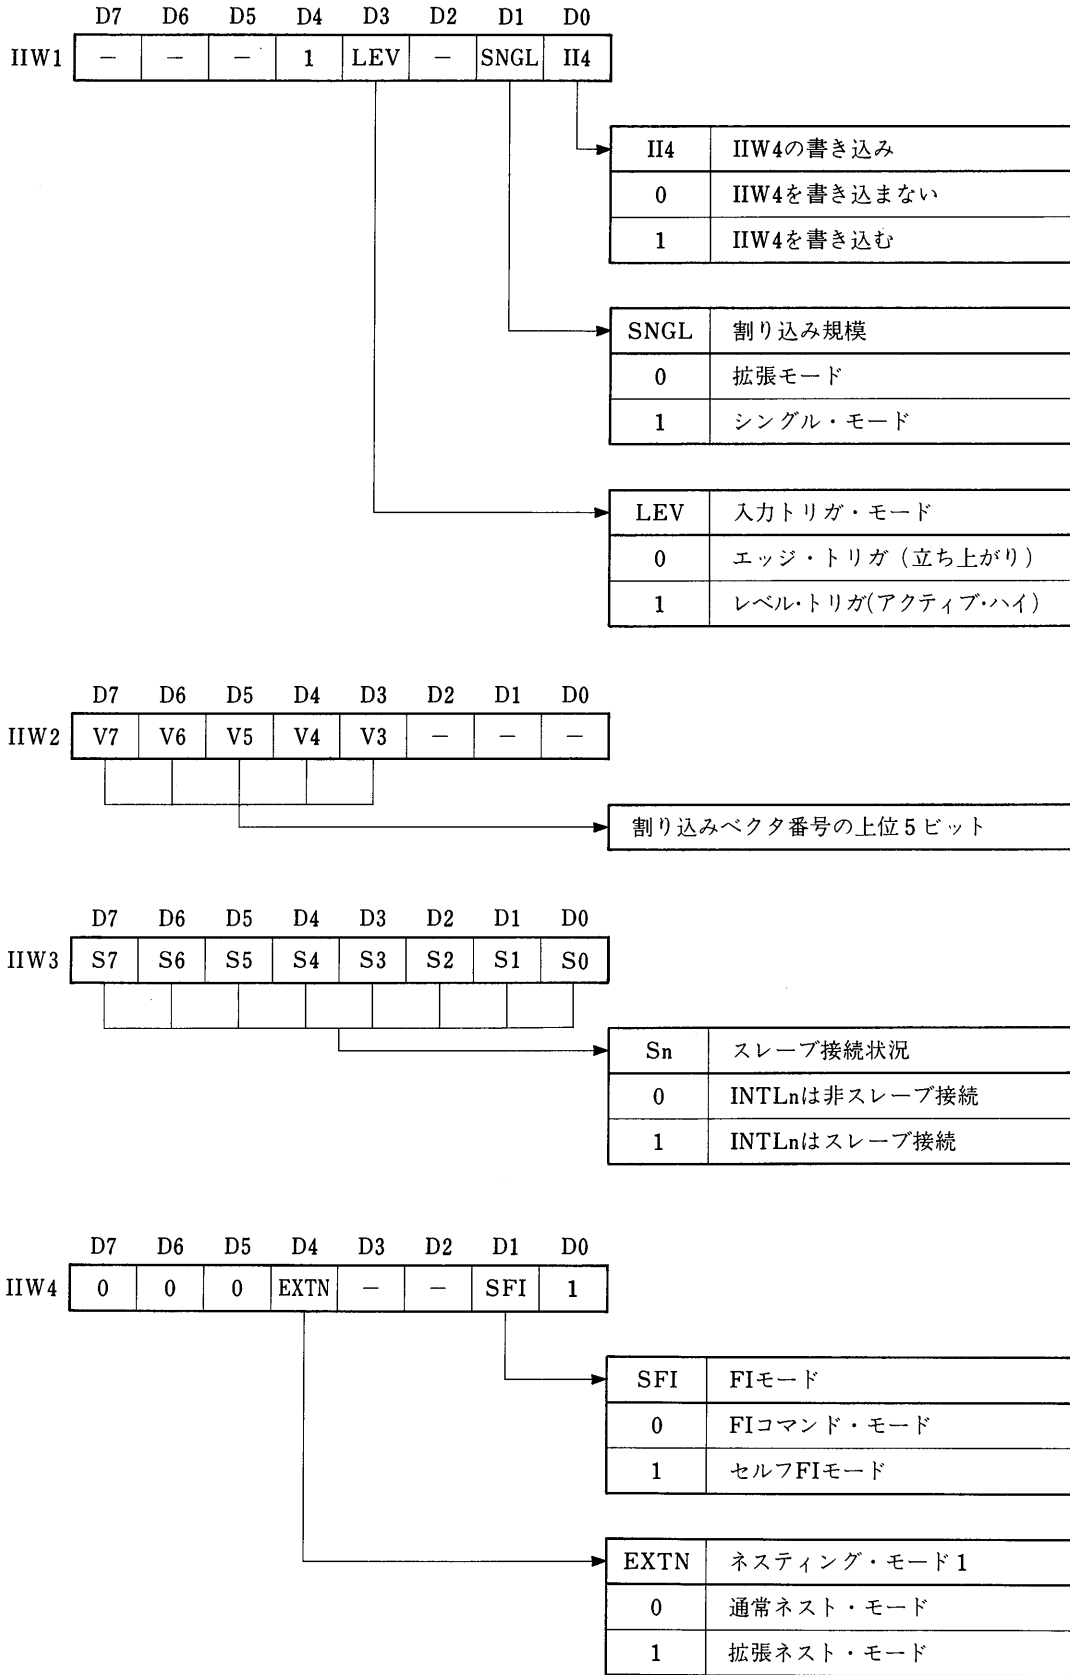 D7 D6 D5 D4 D3 D2 D1 D0
IIW1 － － － 1 LEV － SNGL II4
II4 IIW4の書き込み
0 IIW4を書き込まない
1 IIW4を書き込む
SNGL 割り込み規模
0 拡張モード
1 シングル・モード
LEV 入力トリガ・モード
0 エッジ・トリガ（立ち上がり）
1 レベル・トリガ(アクティブ・ハイ)
D7 D6 D5 D4 D3 D2 D1 D0
IIW2 V7 V6 V5 V4 V3 － － －
割り込みベクタ番号の上位5ビット
D7 D6 D5 D4 D3 D2 D1 D0
IIW3 S7 S6 S5 S4 S3 S2 S1 S0
Sn スレーブ接続状況
0 INTLnは非スレーブ接続
1 INTLnはスレーブ接続
D7 D6 D5 D4 D3 D2 D1 D0
IIW4 0 0 0 EXTN － － SFI 1
SFI FIモード
0 FIコマンド・モード
1 セルフFIモード
EXTN ネスティング・モード1
0 通常ネスト・モード
1 拡張ネスト・モード